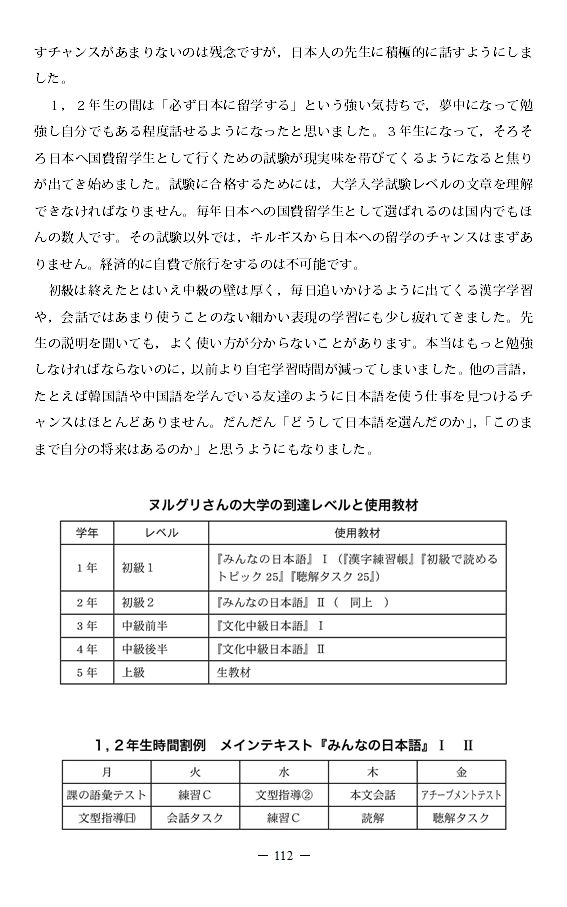 すチャンスがあまりないのは残念ですが，日本人の先生に積極的に話すようにしま
した。
１，２年生の間は「必ず日本に留学する」という強い気持ちで，夢中になって勉
強し自分でもある程度話せるようになったと思いました。３年生になって，そろそ
ろ日本へ国費留学生として行くための試験が現実味を帯びてくるようになると焦り
が出てき始めました。試験に合格するためには，大学入学試験レベルの文章を理解
できなければなりません。毎年日本への国費留学生として選ばれるのは国内でもほ
んの数人です。その試験以外では，キルギスから日本への留学のチャンスはまずあ
りません。経済的に自費で旅行をするのは不可能です。
初級は終えたとはいえ中級の壁は厚く，毎日追いかけるように出てくる漢字学習
や，会話ではあまり使うことのない細かい表現の学習にも少し疲れてきました。先
生の説明を聞いても，よく使い方が分からないことがあります。本当はもっと勉強
しなければならないのに，以前より自宅学習時間が減ってしまいました。他の言語，
たとえば韓国語や中国語を学んでいる友達のように日本語を使う仕事を見つけるチ
ャンスはほとんどありません。だんだん「どうして日本語を選んだのか」，「このま
まで自分の将来はあるのか」と思うようにもなりました。
ヌルグリさんの大学の到達レベルと使用教材
学年 レベル 使用教材
1 年 初級 1 『みんなの日本語』Ⅰ（『漢字練習帳』『初級で読める
トピック 25』『聴解タスク 25』）
2 年 初級 2 『みんなの日本語』Ⅱ（　同上　）
3 年 中級前半 『文化中級日本語』Ⅰ
4 年 中級後半 『文化中級日本語』Ⅱ
5 年 上級 生教材
１,２年生時間割例　メインテキスト『みんなの日本語』Ⅰ　Ⅱ
月 火 水 木 金
課の語彙テスト 練習Ｃ 文型指導② 本文会話 アチーブメントテスト
文型指導㈰ 会話タスク 練習Ｃ 読解 聴解タスク
― 112 ―